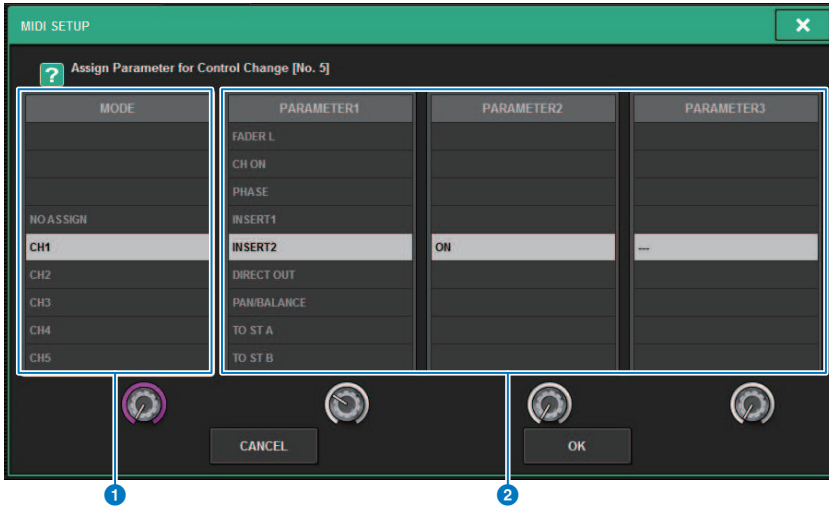 MIDI SETUP
×
? Assign Parameter for Control Change [No. 5]
MODE PARAMETER1 PARAMETER2 PARAMETER3
FADER L
CH ON
PHASE
NO ASSIGN INSERT1
CH1 INSERT2 ON ---
CH2 DIRECT OUT
CH3 PAN/BALANCE
CH4 TO ST A
CH5 TO ST B
CANCEL OK
1 2